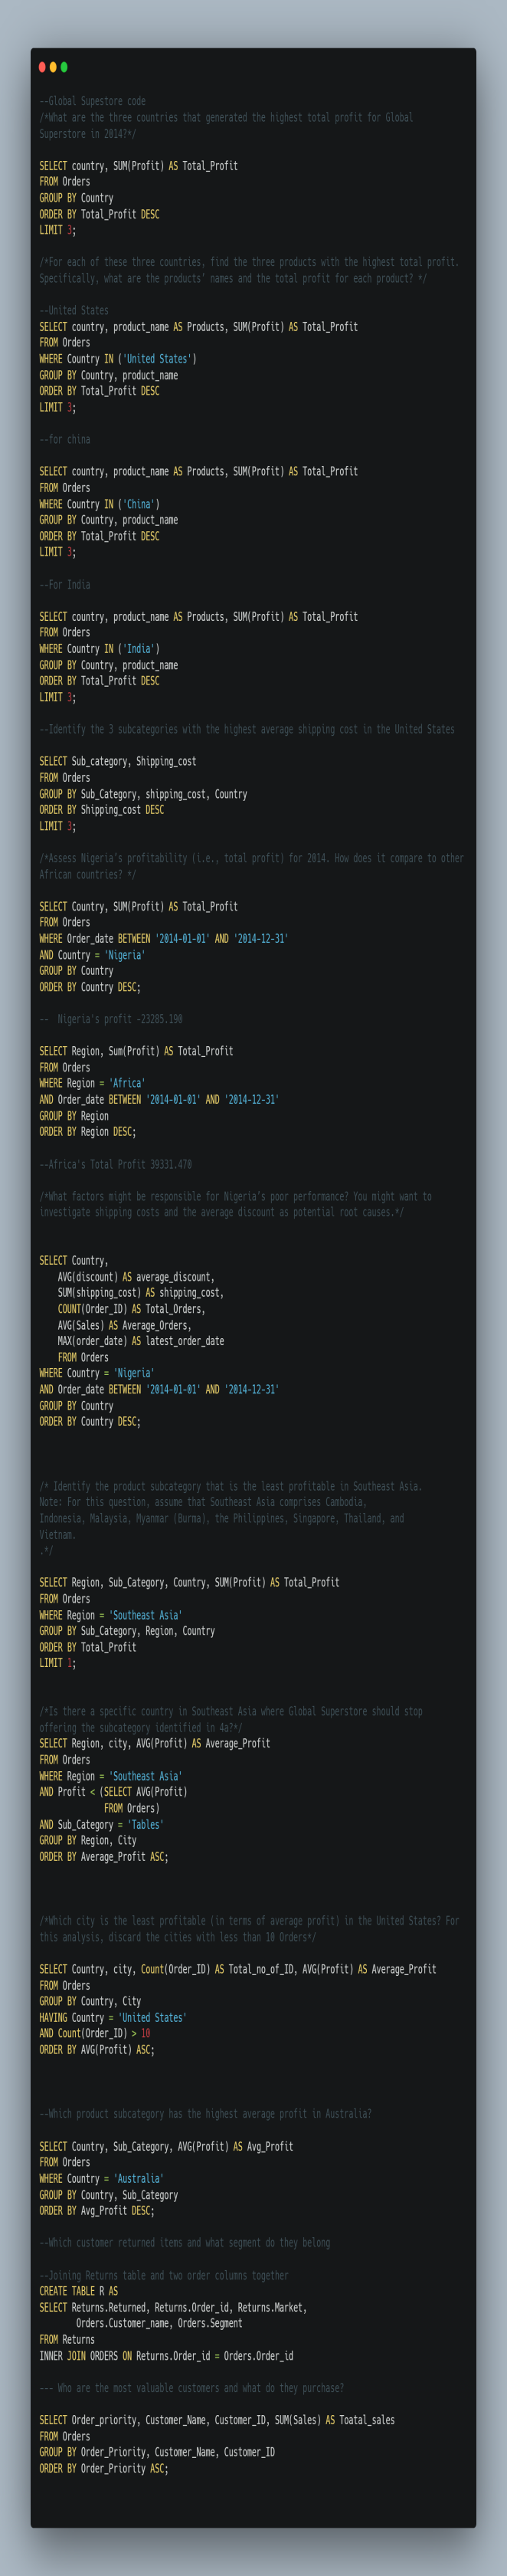 --Global Supestore code
/*What are the three countries that generated the highest total profit for Global
Superstore in 2014?*/
SELECT country, SUM(Profit) AS Total_Profit
FROM Orders
GROUP BY Country
ORDER BY Total_Profit DESC
LIMIT 3;
/*For each of these three countries, find the three products with the highest total profit.
Specifically, what are the products' names and the total profit for each product? */
--United States
SELECT country, product_name AS Products, SUM(Profit) AS Total_Profit
FROM Orders
WHERE Country IN ('United States')
GROUP BY Country, product_name
ORDER BY Total_Profit DESC
LIMIT 3;
--for china
SELECT country, product_name AS Products, SUM(Profit) AS Total_Profit
FROM Orders
WHERE Country IN ('China')
GROUP BY Country, product_name
ORDER BY Total_Profit DESC
LIMIT 3;
--For India
SELECT country, product_name AS Products, SUM(Profit) AS Total_Profit
FROM Orders
WHERE Country IN ('India')
GROUP BY Country, product_name
ORDER BY Total_Profit DESC
LIMIT 3;
--Identify the 3 subcategories with the highest average shipping cost in the United States
SELECT Sub_category, Shipping_cost
FROM Orders
GROUP BY Sub_Category, shipping_cost, Country
ORDER BY Shipping_cost DESC
LIMIT 3;
/*Assess Nigeria's profitability (i.e., total profit) for 2014. How does it compare to other
African countries? */
SELECT Country, SUM(Profit) AS Total_Profit
FROM Orders
WHERE Order_date BETWEEN '2014-01-01' AND '2014-12-31'
AND Country = 'Nigeria'
GROUP BY Country
ORDER BY Country DESC;
-- Nigeria's profit -23285.190
SELECT Region, Sum(Profit) AS Total_Profit
FROM Orders
WHERE Region = 'Africa'
AND Order_date BETWEEN '2014-01-01' AND '2014-12-31'
GROUP BY Region
ORDER BY Region DESC;
--Africa's Total Profit 39331.470
/*What factors might be responsible for Nigeria's poor performance? You might want to
investigate shipping costs and the average discount as potential root causes.*/
SELECT Country,
AVG(discount) AS average_discount,
SUM(shipping_cost) AS shipping_cost,
COUNT(Order_ID) AS Total_Orders,
AVG(Sales) AS Average_Orders,
MAX(order_date) AS latest_order_date
FROM Orders
WHERE Country = 'Nigeria'
AND Order_date BETWEEN '2014-01-01' AND '2014-12-31'
GROUP BY Country
ORDER BY Country DESC;
/* Identify the product subcategory that is the least profitable in Southeast Asia.
Note: For this question, assume that Southeast Asia comprises Cambodia,
Indonesia, Malaysia, Myanmar (Burma), the Philippines, Singapore, Thailand, and
Vietnam.
.*/
SELECT Region, Sub_Category, Country, SUM(Profit) AS Total_Profit
FROM Orders
WHERE Region = 'Southeast Asia'
GROUP BY Sub_Category, Region, Country
ORDER BY Total_Profit
LIMIT 1;
/*Is there a specific country in Southeast Asia where Global Superstore should stop
offering the subcategory identified in 4a?*/
SELECT Region, city, AVG(Profit) AS Average_Profit
FROM Orders
WHERE Region = 'Southeast Asia'
AND Profit < (SELECT AVG(Profit)
FROM Orders)
AND Sub_Category = 'Tables'
GROUP BY Region, City
ORDER BY Average_Profit ASC;
/*Which city is the least profitable (in terms of average profit) in the United States? For
this analysis, discard the cities with less than 10 Orders*/
SELECT Country, city, Count(Order_ID) AS Total_no_of_ID, AVG(Profit) AS Average_Profit
FROM Orders
GROUP BY Country, City
HAVING Country = 'United States'
AND Count(Order_ID) > 10
ORDER BY AVG(Profit) ASC;
--Which product subcategory has the highest average profit in Australia?
SELECT Country, Sub_Category, AVG(Profit) AS Avg_Profit
FROM Orders
WHERE Country = 'Australia'
GROUP BY Country, Sub_Category
ORDER BY Avg_Profit DESC;
--Which customer returned items and what segment do they belong
--Joining Returns table and two order columns together
CREATE TABLE R AS
SELECT Returns.Returned, Returns.Order_id, Returns.Market,
Orders.Customer_name, Orders.Segment
FROM Returns
INNER JOIN ORDERS ON Returns.Order_id = Orders.Order_id
--- Who are the most valuable customers and what do they purchase?
SELECT Order_priority, Customer_Name, Customer_ID, SUM(Sales) AS Toatal_sales
FROM Orders
GROUP BY Order_Priority, Customer_Name, Customer_ID
ORDER BY Order_Priority ASC;